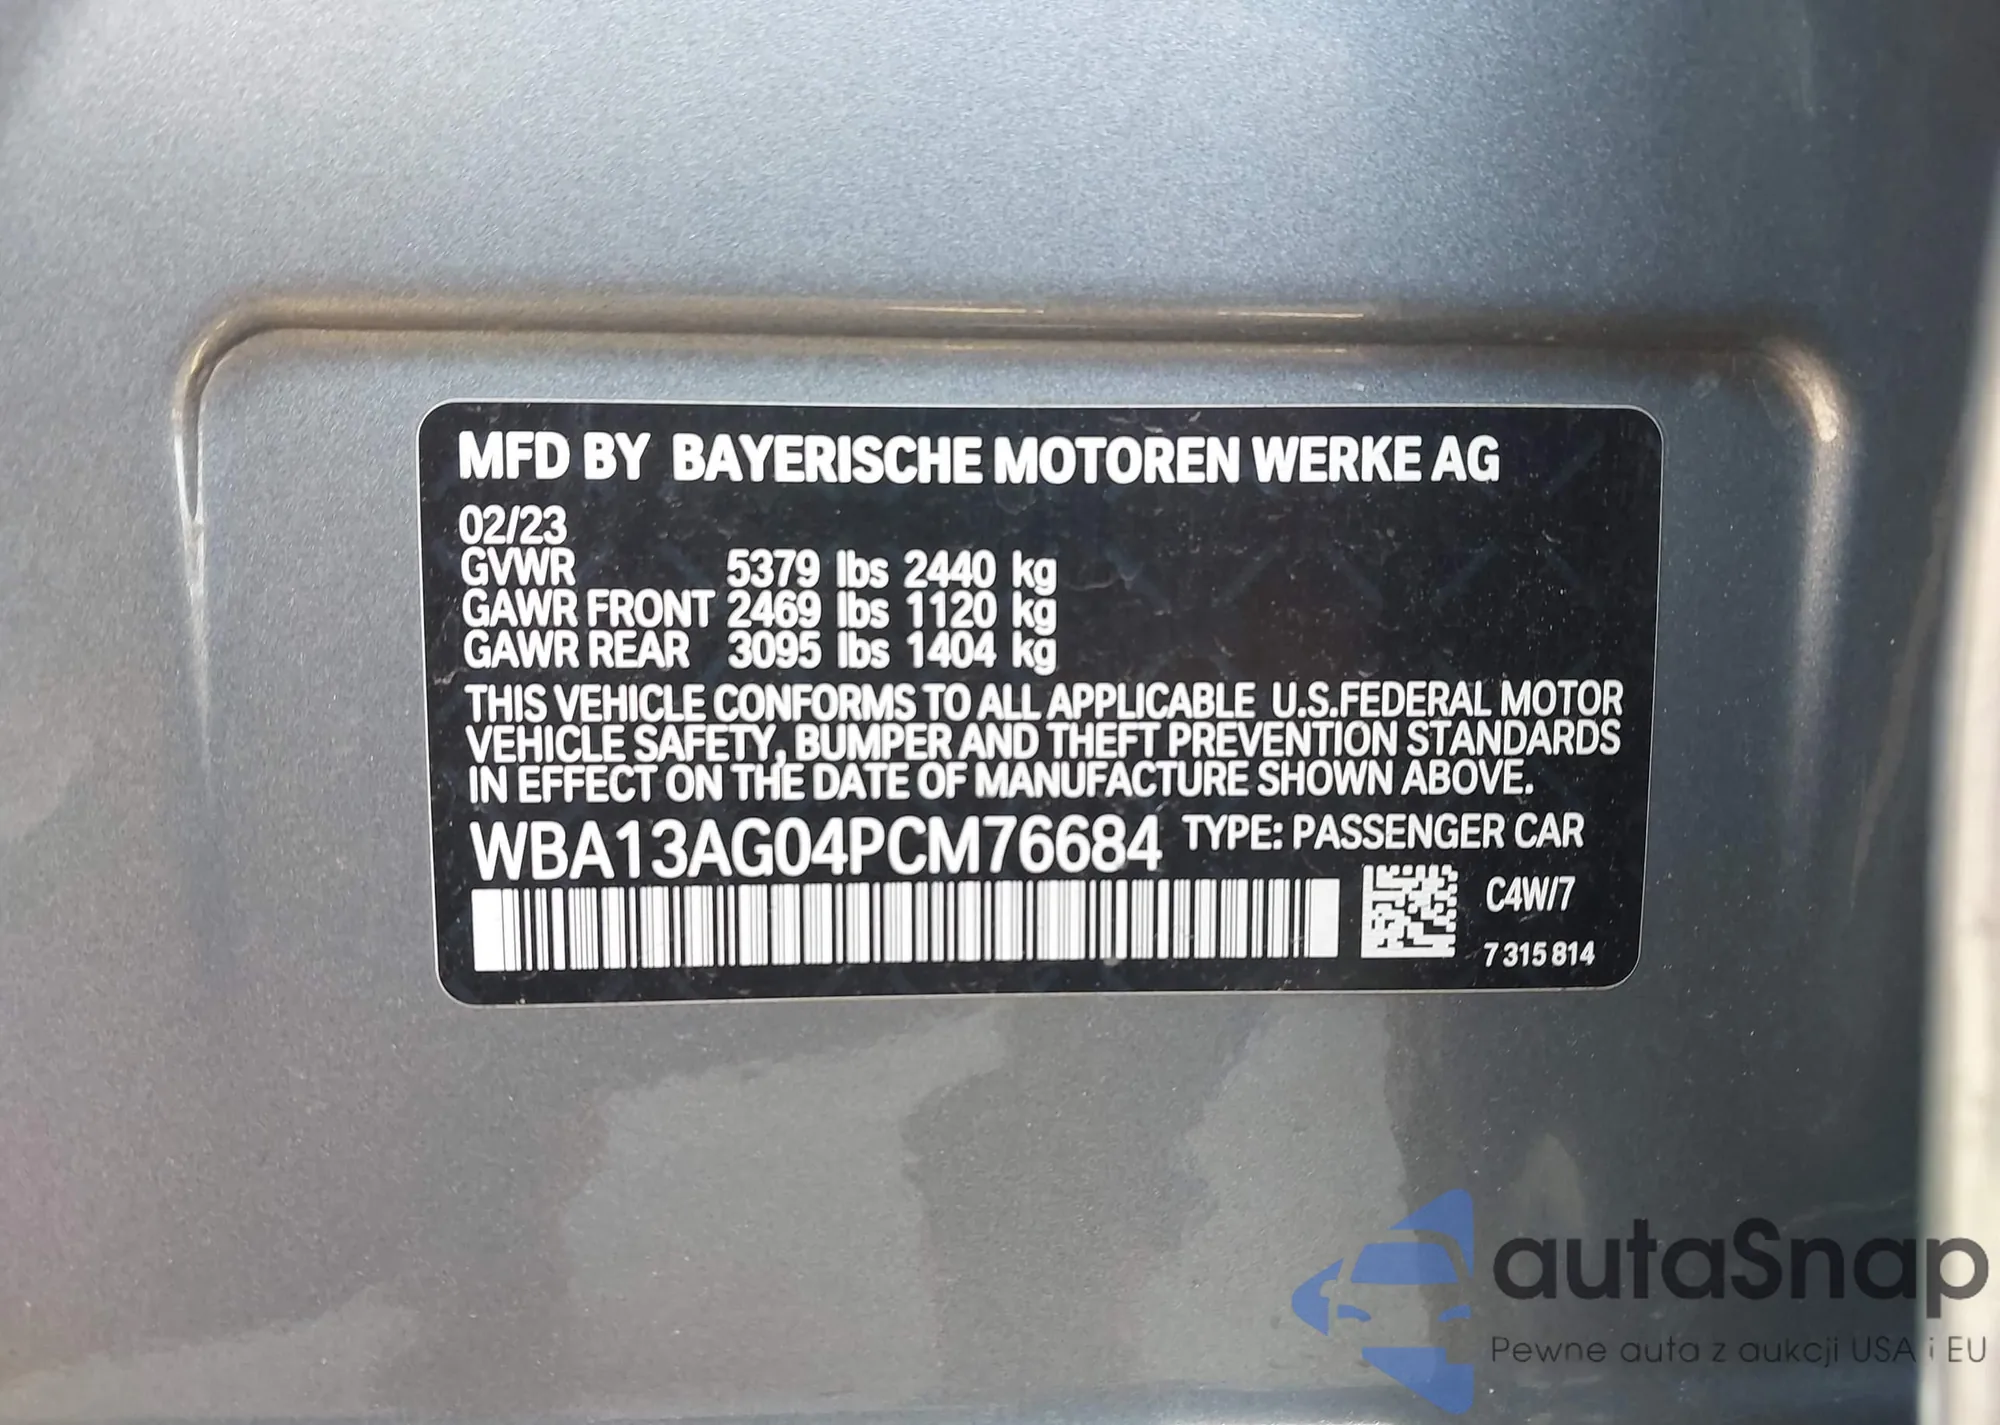 MFD BY BAYERISCHE MOTOREN WERKE AG
02/23
GVWR 5379 lbs 2440 kg
GAWR FRONT 2469 lbs 1120 kg
GAWR REAR 3095 lbs 1404 kg
THIS VEHICLE CONFORMS TO ALL APPLICABLE U.S.FEDERAL MOTOR
VEHICLE SAFETY, BUMPER AND THEFT PREVENTION STANDARDS
IN EFFECT ON THE DATE OF MANUFACTURE SHOWN ABOVE.
WBA13AG04PCM76684 TYPE: PASSENGER CAR
C4W/7
7 315 814
autaSnap
Pewne auta z aukcji USA i EU